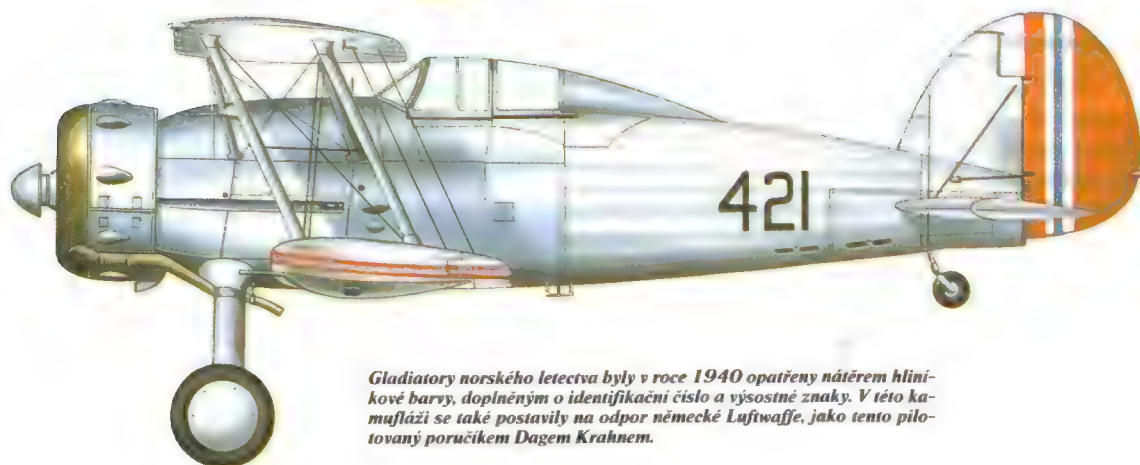 421
Gladiatory norského letectva byly v roce 1940 opatřeny nátěrem hliní-
kové barvy, doplněným o identifikační číslo a výsostné znaky. V této ka-
mufláži se také postavily na odpor německé Luftwaffe, jako tento pilo-
tovaný poručíkem Dagem Krahnem.